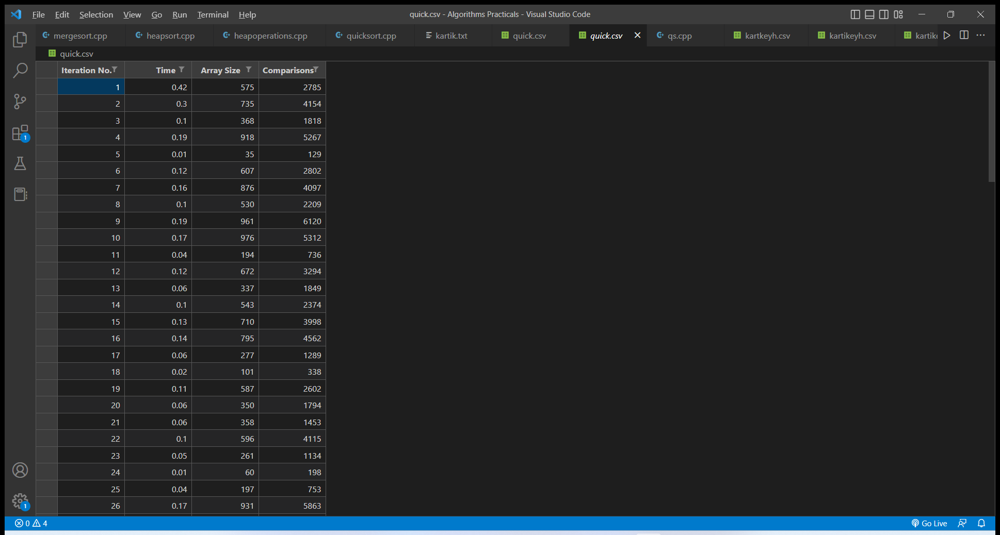 File Edit Selection View Go Run Terminal Help quick.csv - Algorithms Practicals - Visual Studio Code
mergesort.cpp heapsort.cpp heapoperations.cpp quicksort.cpp kartik.txt quick.csv quick.csv qs.cpp kartkeyh.csv kartikeyh.csv kartike
quick.csv
Iteration No. Time Array Size Comparisons
1 0.42 575 2785
2 0.3 735 4154
3 0.1 368 1818
4 0.19 918 5267
5 0.01 35 129
6 0.12 607 2802
7 0.16 876 4097
8 0.1 530 2209
9 0.19 961 6120
10 0.17 976 5312
11 0.04 194 736
12 0.12 672 3294
13 0.06 337 1849
14 0.1 543 2374
15 0.13 710 3998
16 0.14 795 4562
17 0.06 277 1289
18 0.02 101 338
19 0.11 587 2602
20 0.06 350 1794
21 0.06 358 1453
22 0.1 596 4115
23 0.05 261 1134
24 0.01 60 198
25 0.04 197 753
26 0.17 931 5863
1
1
0 4 Go Live